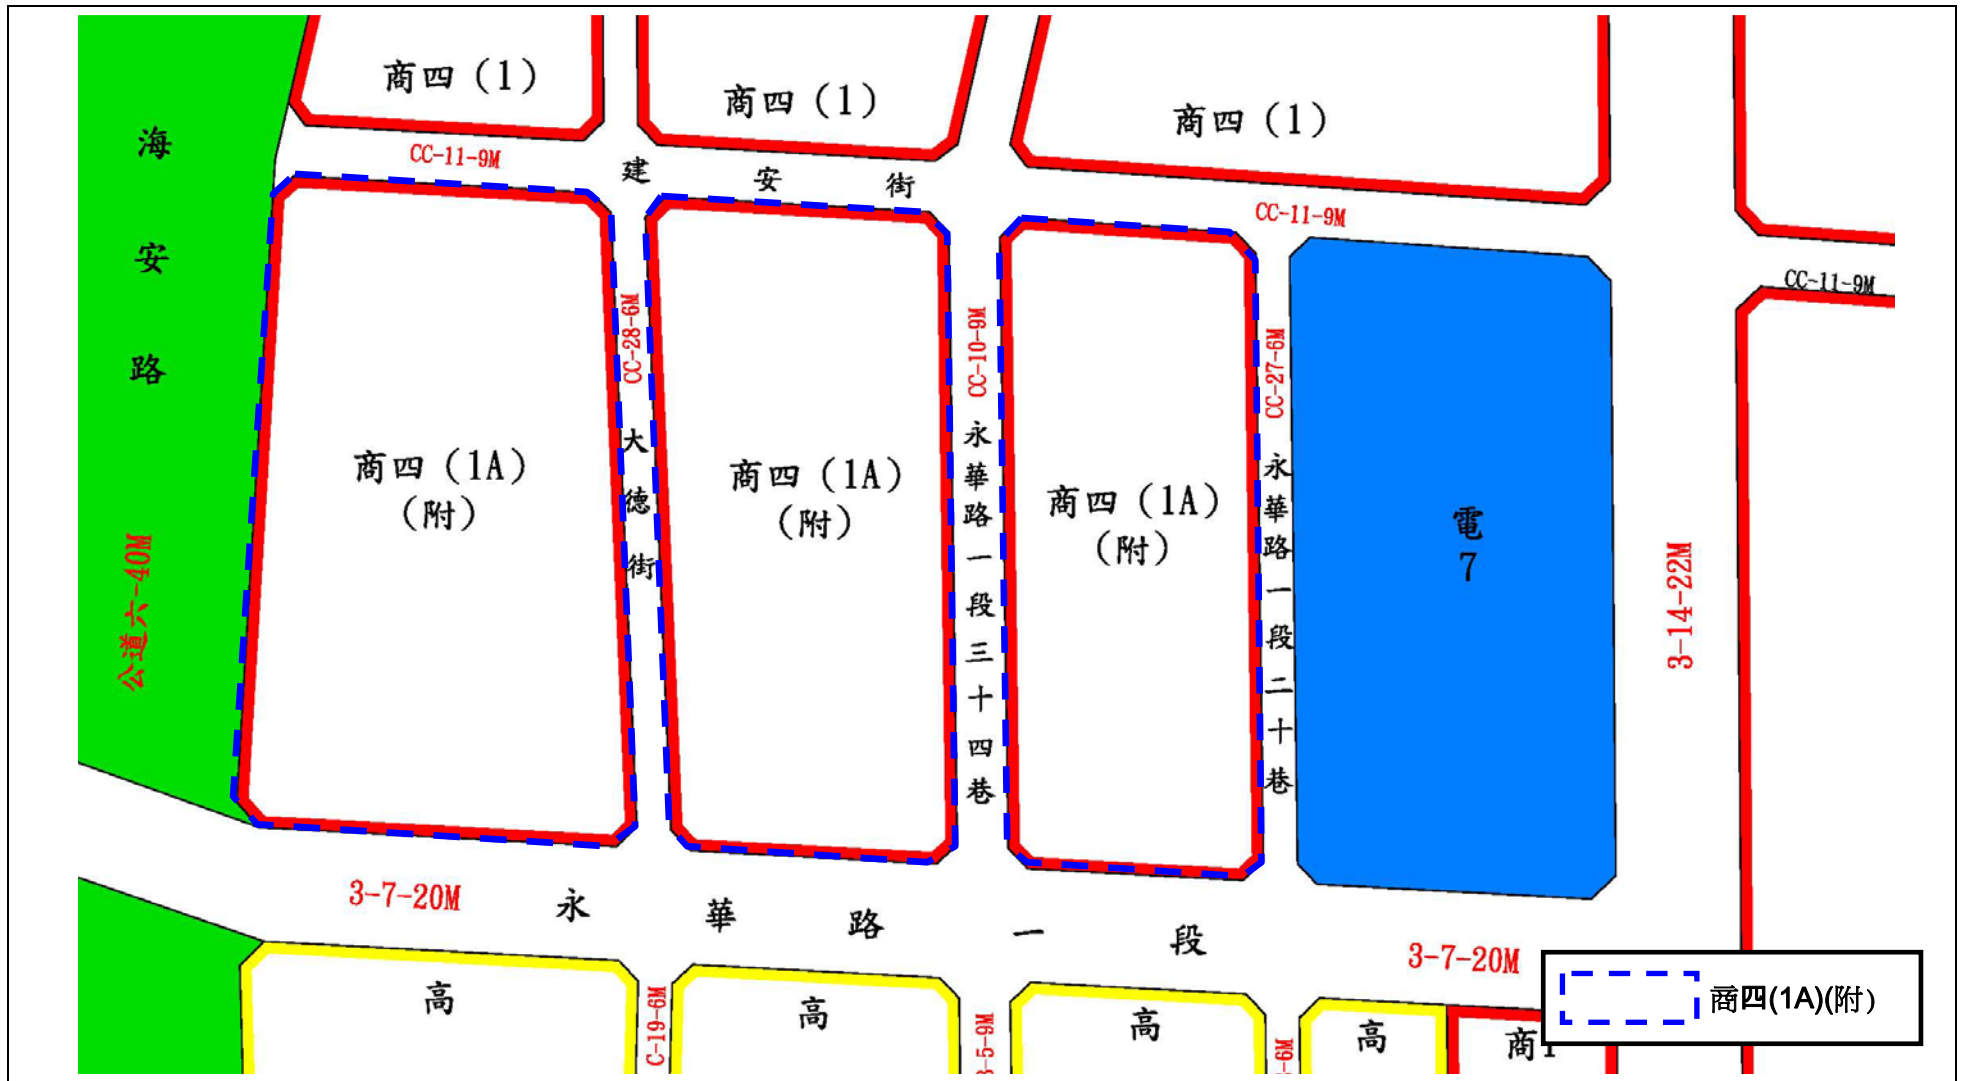 商四（1）
商四（1）
商四（1）
海安路
公道六-40M
CC-11-9M
建安街
CC-11-9M
CC-11-9M
商四（1A）
（附）
CC-28-6M
大德街
商四（1A）
（附）
CC-10-9M
永華路一段三十四巷
商四（1A）
（附）
CC-27-6M
永華路一段二十巷
電
7
3-14-22M
3-7-20M
永華路一段
3-7-20M
商四(1A)(附)
高
C-19-6M
高
-5-9M
高
-6M
高
商1